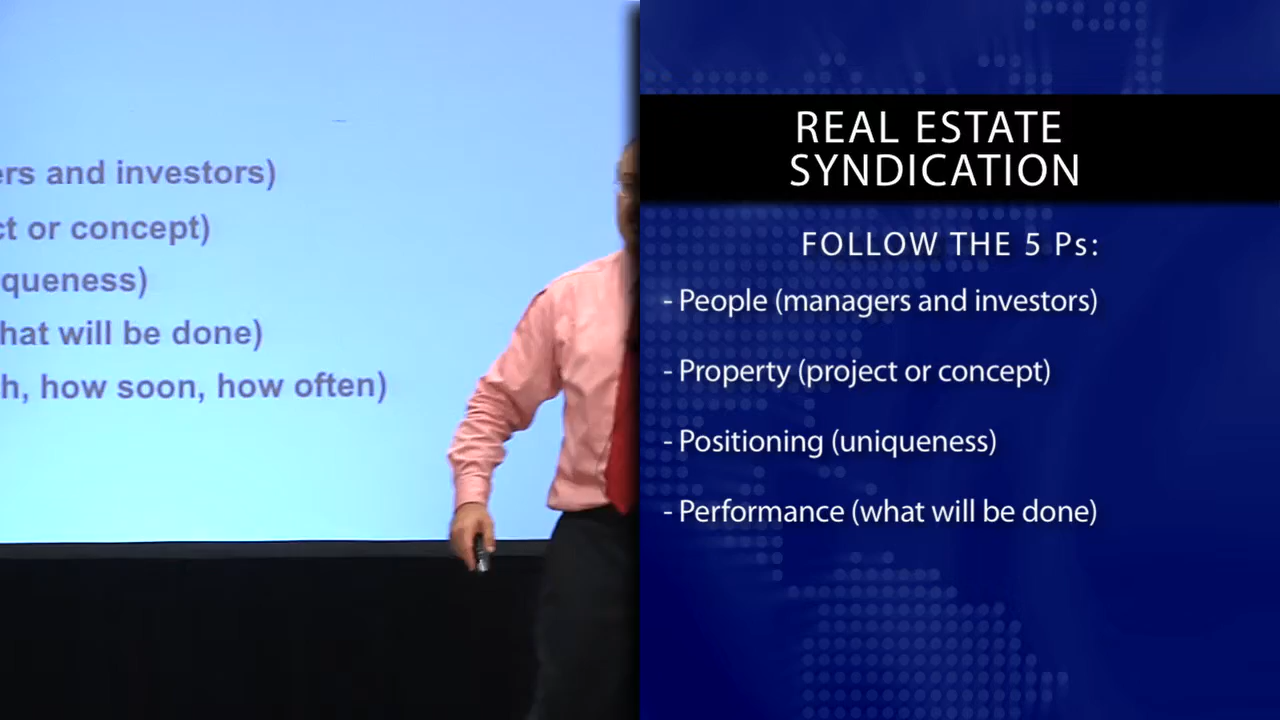 ers and investors)
ct or concept)
queness)
hat will be done)
h, how soon, how often)
REAL ESTATE
SYNDICATION
FOLLOW THE 5 Ps:
- People (managers and investors)
- Property (project or concept)
- Positioning (uniqueness)
- Performance (what will be done)